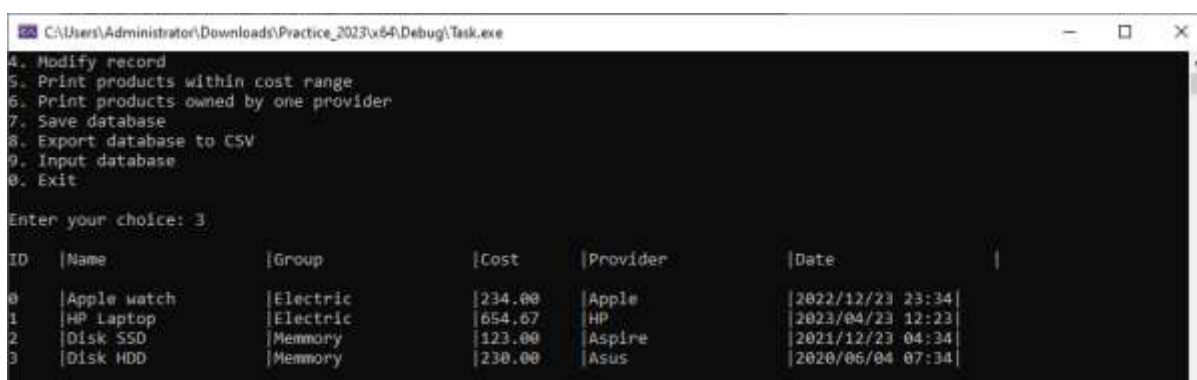 C:\Users\Administrator\Downloads\Practice_2023\x64\Debug\Task.exe
4. Modify record
5. Print products within cost range
6. Print products owned by one provider
7. Save database
8. Export database to CSV
9. Input database
0. Exit
Enter your choice: 3
ID |Name |Group |Cost |Provider |Date |
0 |Apple watch |Electric |234.00 |Apple |2022/12/23 23:34|
1 |HP Laptop |Electric |654.67 |HP |2023/04/23 12:23|
2 |Disk SSD |Memmory |123.00 |Aspire |2021/12/23 04:34|
3 |Disk HDD |Memmory |230.00 |Asus |2020/06/04 07:34|